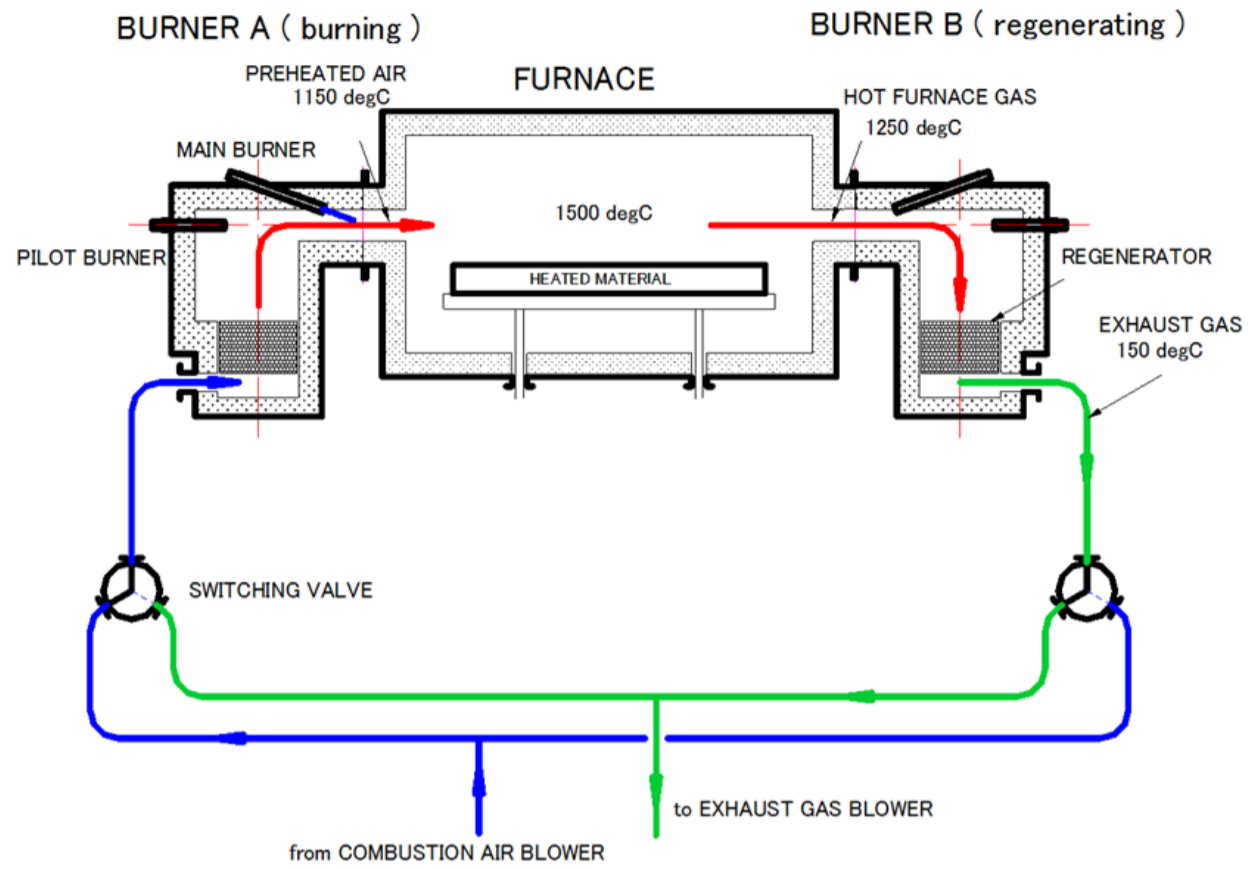 BURNER A ( burning )
BURNER B ( regenerating )
PREHEATED AIR
1150 degC
FURNACE
HOT FURNACE GAS
1250 degC
MAIN BURNER
1500 degC
PILOT BURNER
HEATED MATERIAL
REGENERATOR
EXHAUST GAS
150 degC
SWITCHING VALVE
to EXHAUST GAS BLOWER
from COMBUSTION AIR BLOWER